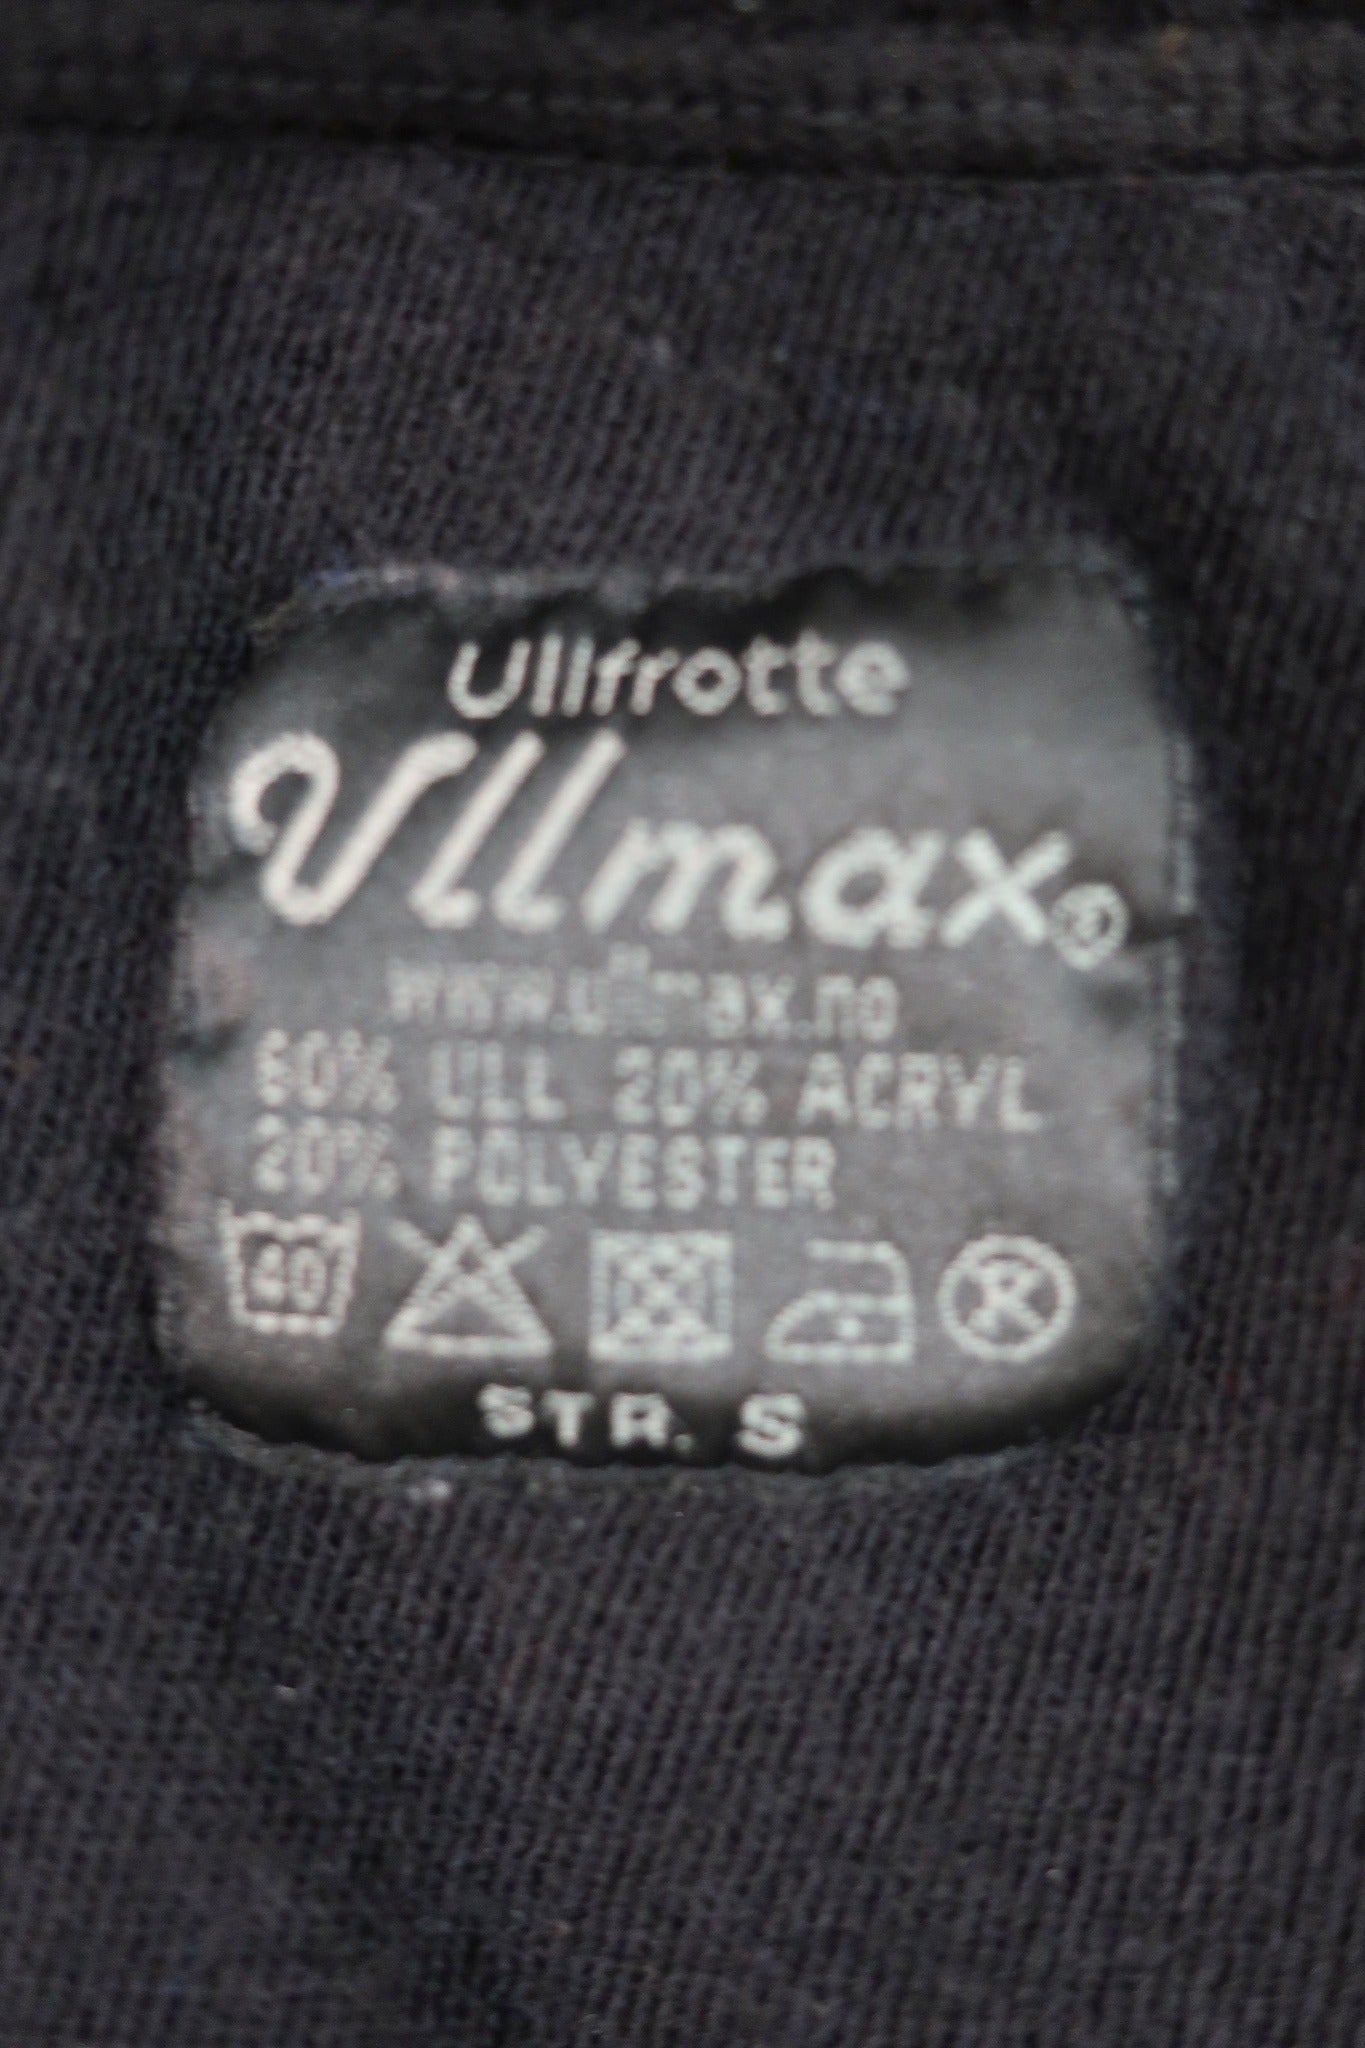 Ullfrotte
Ullmax®
www.ullmax.no
60% ULL 20% ACRYL
20% POLYESTER
40
STR. S